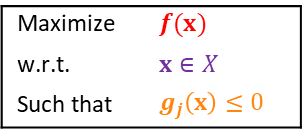 Maximize f(x)
w.r.t. x ∈ X
Such that gⱼ(x) ≤ 0